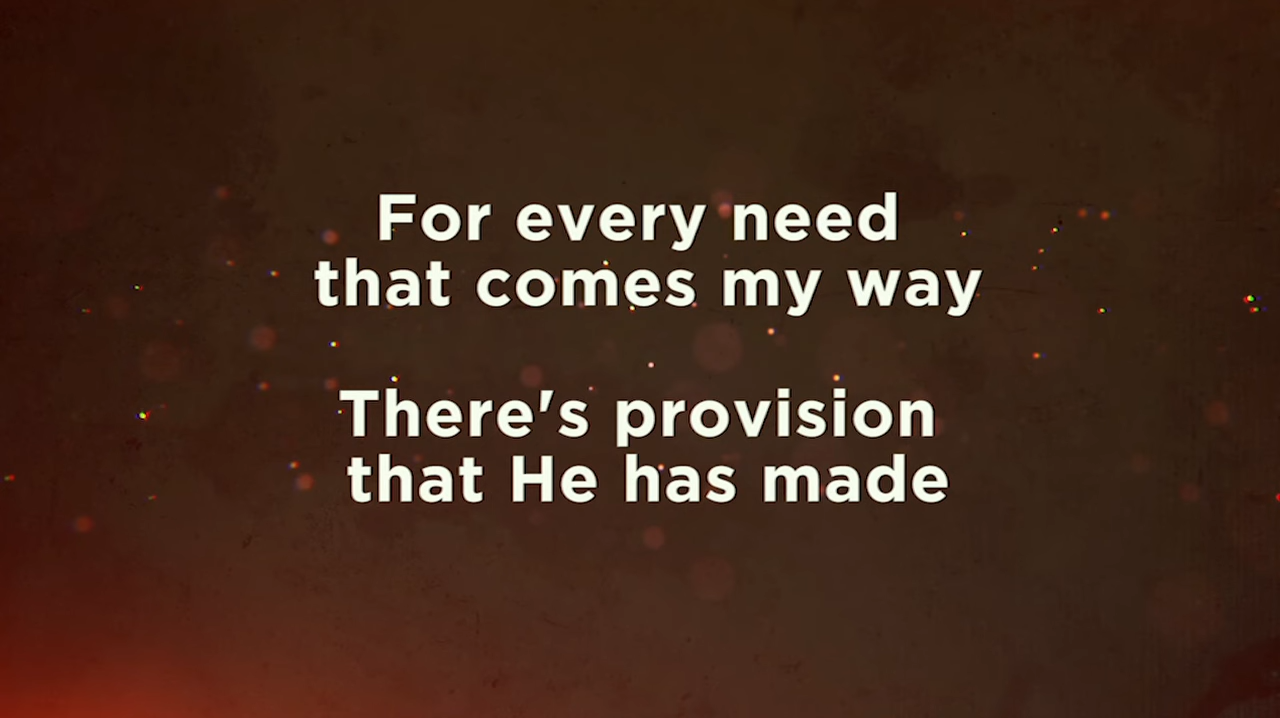 For every need
that comes my way
There's provision
that He has made